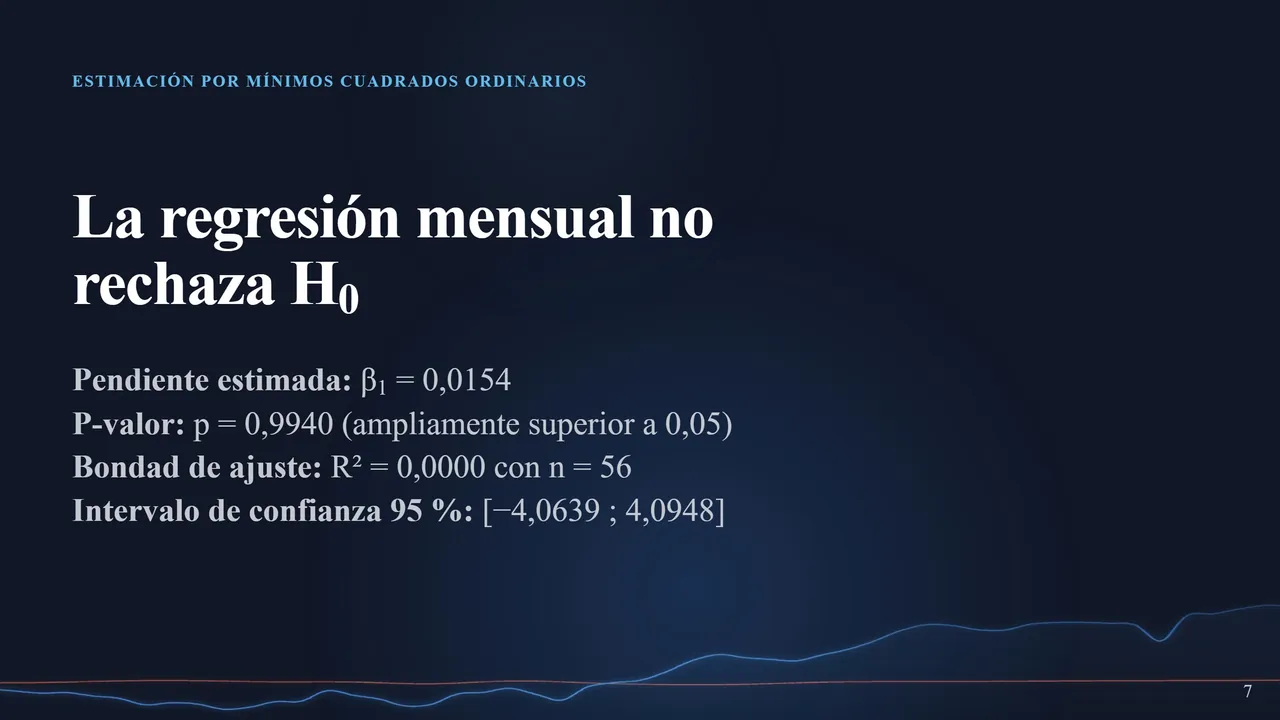 ESTIMACIÓN POR MÍNIMOS CUADRADOS ORDINARIOS
La regresión mensual no
rechaza H₀
Pendiente estimada: β₁ = 0,0154
P-valor: p = 0,9940 (ampliamente superior a 0,05)
Bondad de ajuste: R² = 0,0000 con n = 56
Intervalo de confianza 95 %: [−4,0639 ; 4,0948]
7